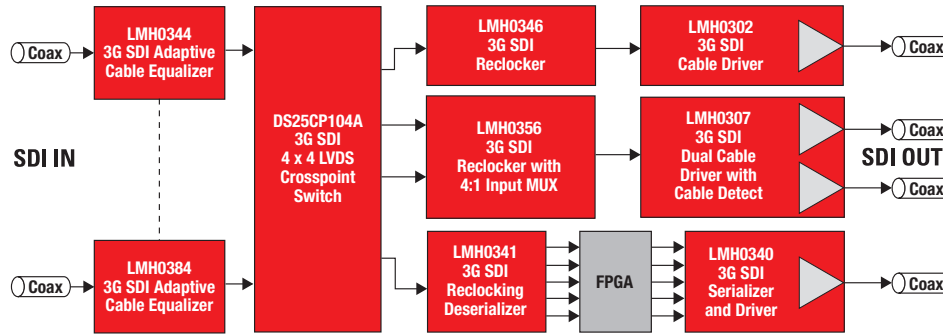 SDI IN
Coax
LMH0344
3G SDI Adaptive
Cable Equalizer
Coax
LMH0384
3G SDI Adaptive
Cable Equalizer
DS25CP104A
3G SDI
4 x 4 LVDS
Crosspoint
Switch
LMH0346
3G SDI
Reclocker
LMH0302
3G SDI
Cable Driver
Coax
LMH0356
3G SDI
Reclocker with
4:1 Input MUX
LMH0307
3G SDI
Dual Cable
Driver with
Cable Detect
Coax
SDI OUT
Coax
LMH0341
3G SDI
Reclocking
Deserializer
FPGA
LMH0340
3G SDI
Serializer
and Driver
Coax